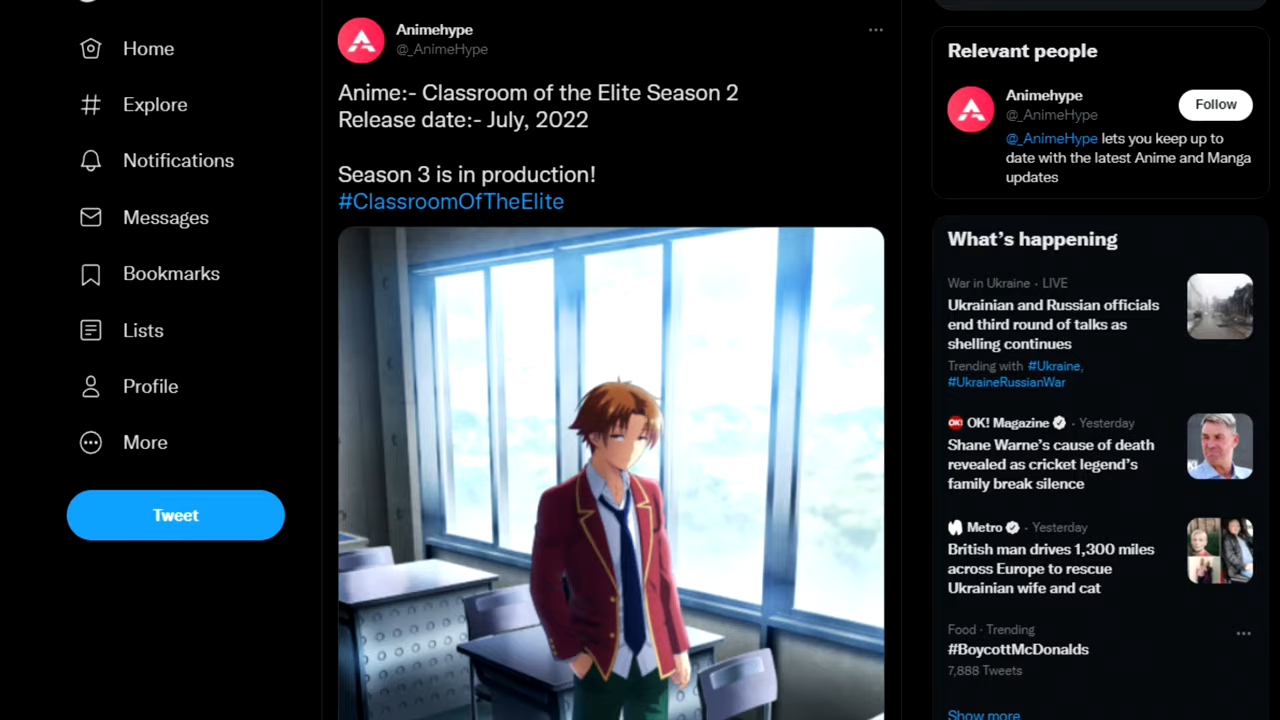 Home
Explore
Notifications
Messages
Bookmarks
Lists
Profile
More
Tweet
Animehype
@_AnimeHype
Anime:- Classroom of the Elite Season 2
Release date:- July, 2022
Season 3 is in production!
#ClassroomOfTheElite
Relevant people
Animehype
@_AnimeHype
Follow
@_AnimeHype lets you keep up to
date with the latest Anime and Manga
updates
What's happening
War in Ukraine · LIVE
Ukrainian and Russian officials
end third round of talks as
shelling continues
Trending with #Ukraine,
#UkraineRussianWar
OK! OK! Magazine · Yesterday
Shane Warne's cause of death
revealed as cricket legend's
family break silence
Metro · Yesterday
British man drives 1,300 miles
across Europe to rescue
Ukrainian wife and cat
Food · Trending
#BoycottMcDonalds
7,888 Tweets
Show more